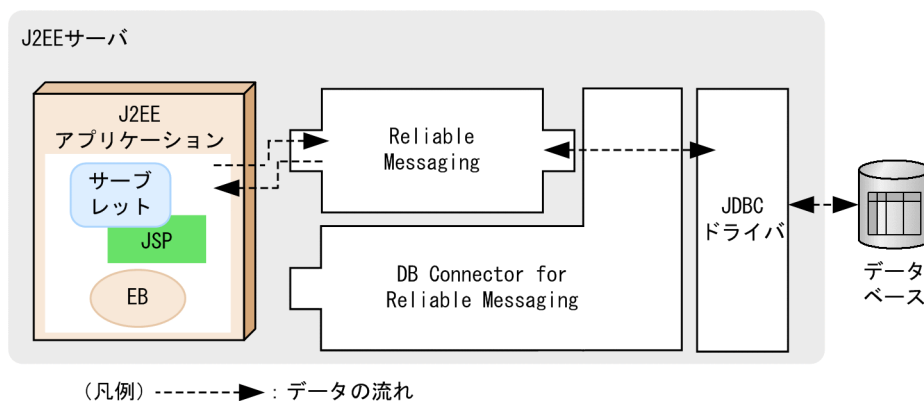 J2EEサーバ
J2EE
アプリケーション
サーブ
レット
JSP
EB
Reliable
Messaging
DB Connector for
Reliable Messaging
JDBC
ドライバ
データ
ベース
(凡例) : データの流れ